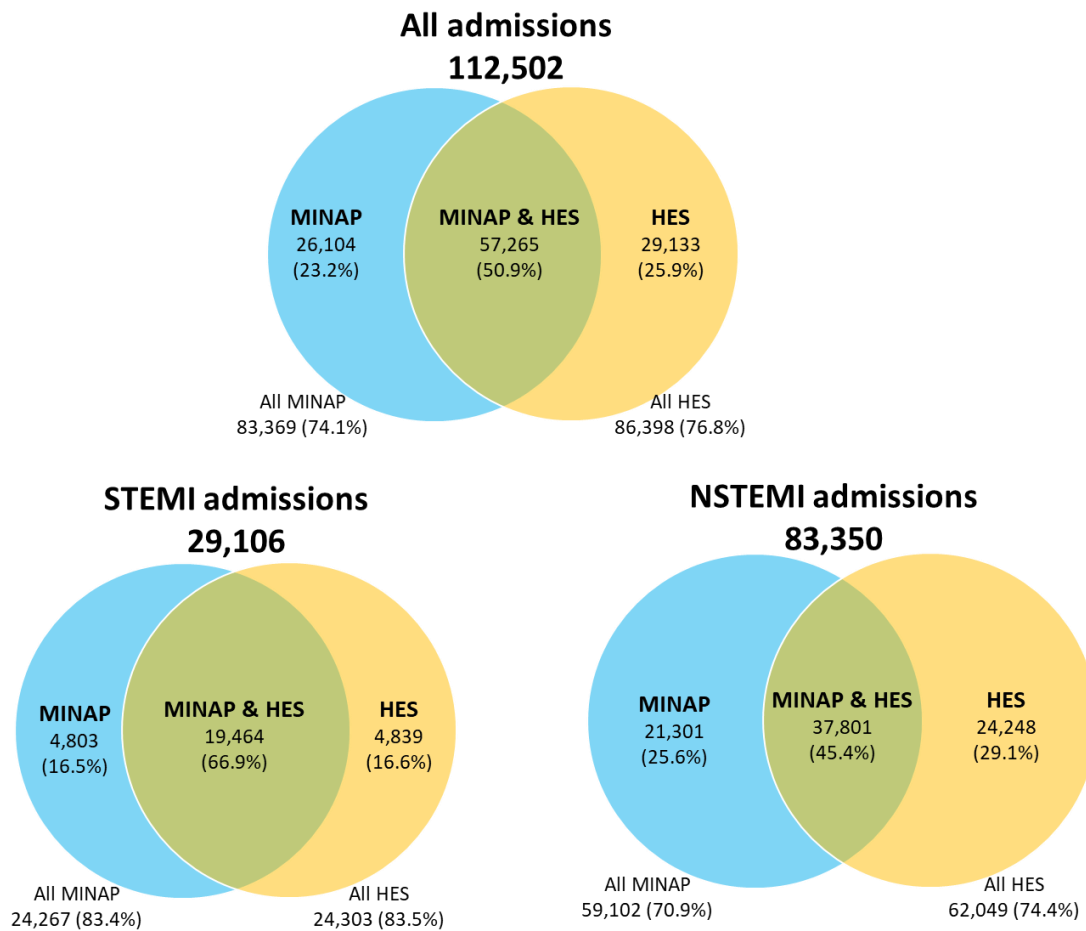 All admissions
112,502
MINAP
26,104
(23.2%)
MINAP & HES
57,265
(50.9%)
HES
29,133
(25.9%)
All MINAP
83,369 (74.1%)
All HES
86,398 (76.8%)
STEMI admissions
29,106
MINAP
4,803
(16.5%)
MINAP & HES
19,464
(66.9%)
HES
4,839
(16.6%)
All MINAP
24,267 (83.4%)
All HES
24,303 (83.5%)
NSTEMI admissions
83,350
MINAP
21,301
(25.6%)
MINAP & HES
37,801
(45.4%)
HES
24,248
(29.1%)
All MINAP
59,102 (70.9%)
All HES
62,049 (74.4%)